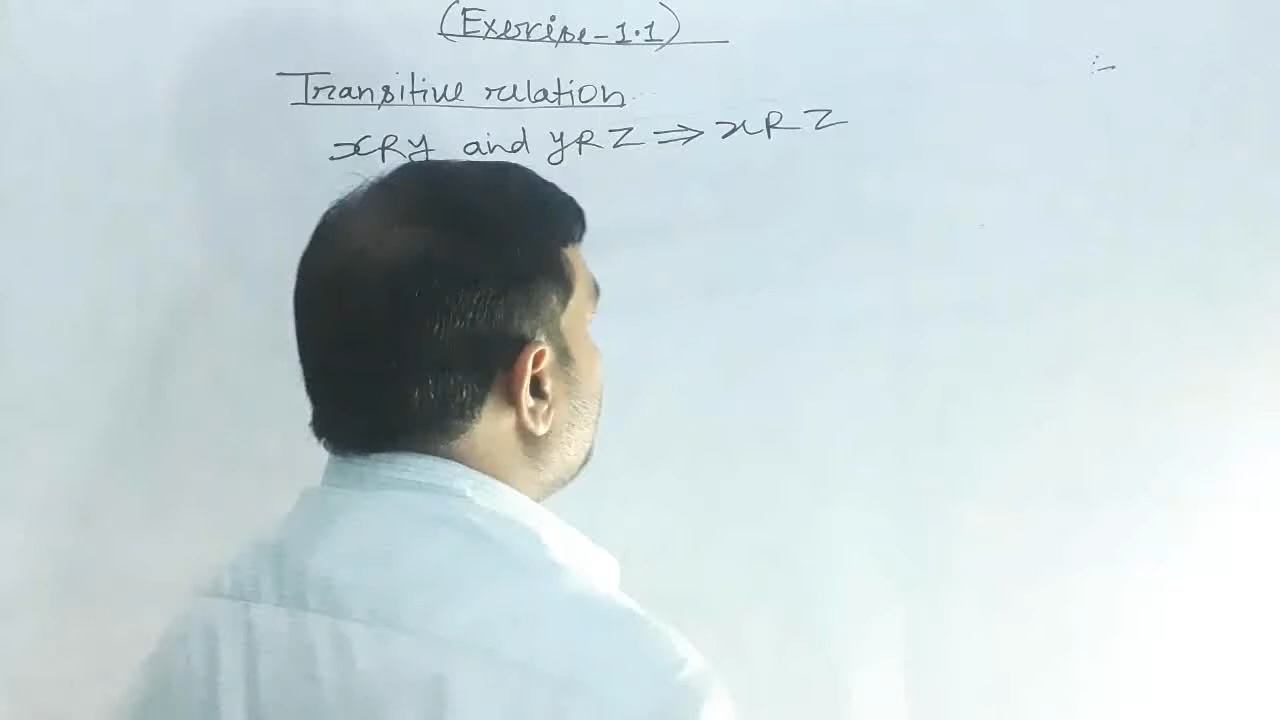 (Exercise-1.1)
Transitive relation
xRy and yRz ⇒ xRz